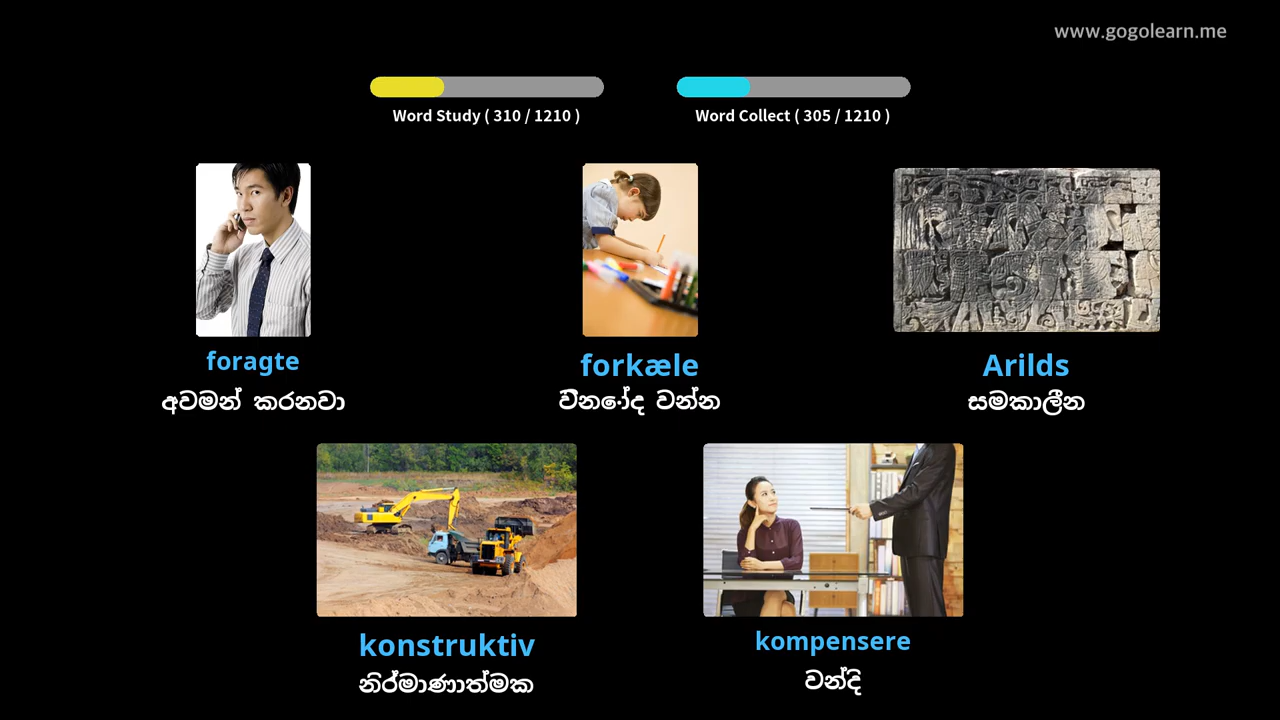 www.gogolearn.me
Word Study ( 310 / 1210 )
Word Collect ( 305 / 1210 )
foragte
අවමන් කරනවා
forkæle
විනෝද වන්න
Arilds
සමකාලීන
konstruktiv
නිර්මාණාත්මක
kompensere
වන්දි